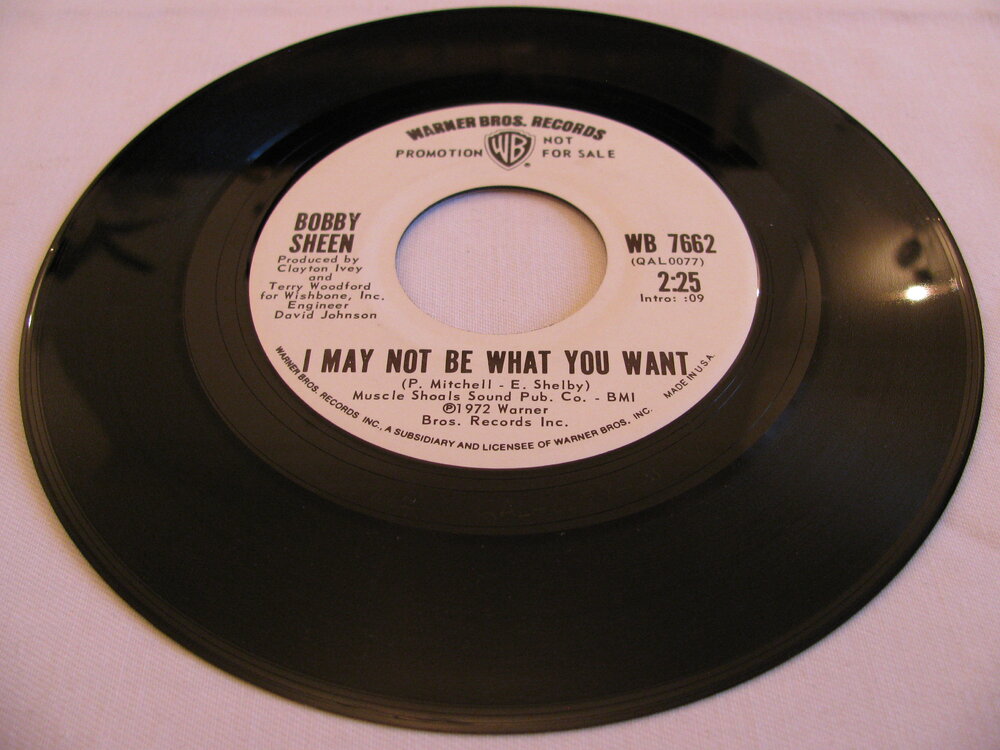 WARNER BROS. RECORDS
PROMOTION WB NOT
FOR SALE
BOBBY
SHEEN
Produced by
Clayton Ivey
and
Terry Woodford
for Wishbone, Inc.
Engineer
David Johnson
WB 7662
(QAL0077)
2:25
Intro: :09
I MAY NOT BE WHAT YOU WANT
(P. Mitchell - E. Shelby)
Muscle Shoals Sound Pub. Co. - BMI
℗1972 Warner
Bros. Records Inc.
WARNER BROS. RECORDS INC., A SUBSIDIARY AND LICENSEE OF WARNER BROS. INC. MADE IN U.S.A.